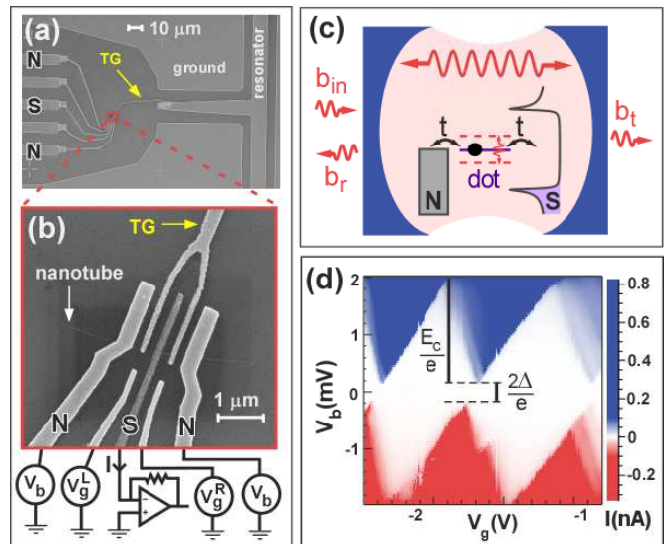 (a)
10 μm
TG
N
ground
resonator
S
N
(b)
TG
nanotube
1 μm
N
S
N
I
V_b
V_g^L
V_g^R
V_b
(c)
b_in
b_r
b_t
t
t
dot
N
S
(d)
2
1
0
-1
V_b(mV)
E_c/e
2Δ/e
-2
V_g(V)
-1
0.8
0.6
0.4
0.2
0
-0.2
I(nA)